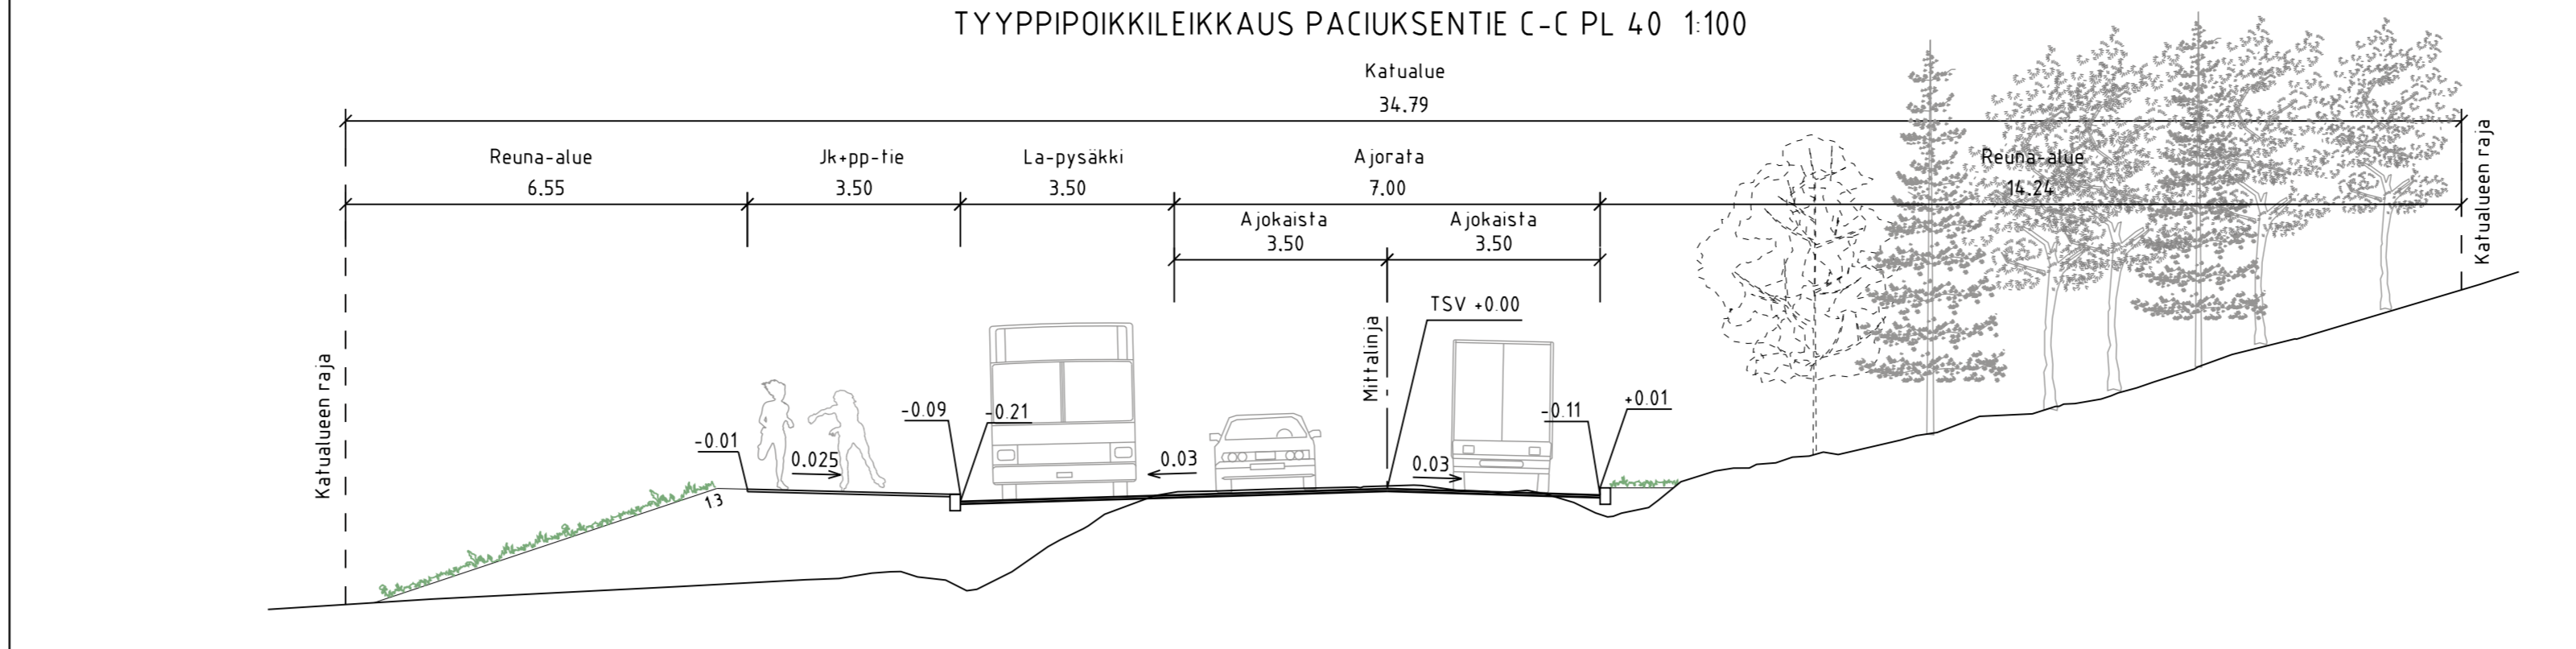 TYYPPIPOIKKILEIKKAUS PACIUKSENTIE C-C PL 40 1:100
Katualue
34.79
Reuna-alue
6.55
Jk+pp-tie
3.50
La-pysäkki
3.50
Ajorata
7.00
Reuna-alue
14.24
Ajokaista
3.50
Ajokaista
3.50
Katualueen raja
Katualueen raja
Mittalinja
TSV +0.00
-0.01
0.025
-0.09
-0.21
0.03
0.03
-0.11
+0.01
13